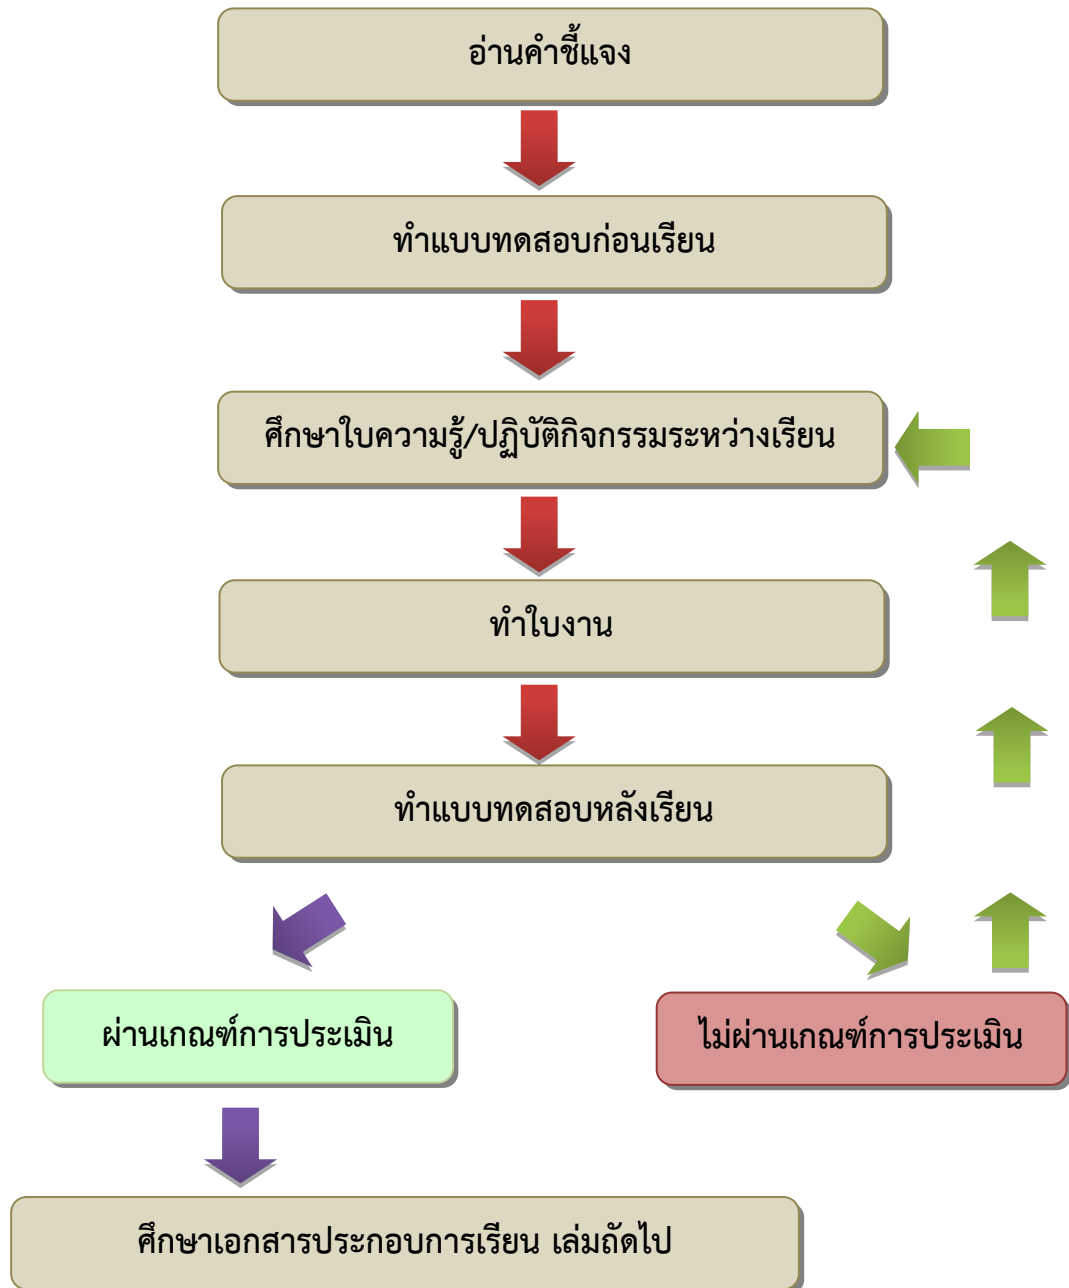 อ่านคำชี้แจง
ทำแบบทดสอบก่อนเรียน
ศึกษาใบความรู้/ปฏิบัติกิจกรรมระหว่างเรียน
ทำใบงาน
ทำแบบทดสอบหลังเรียน
ผ่านเกณฑ์การประเมิน
ไม่ผ่านเกณฑ์การประเมิน
ศึกษาเอกสารประกอบการเรียน เล่มถัดไป